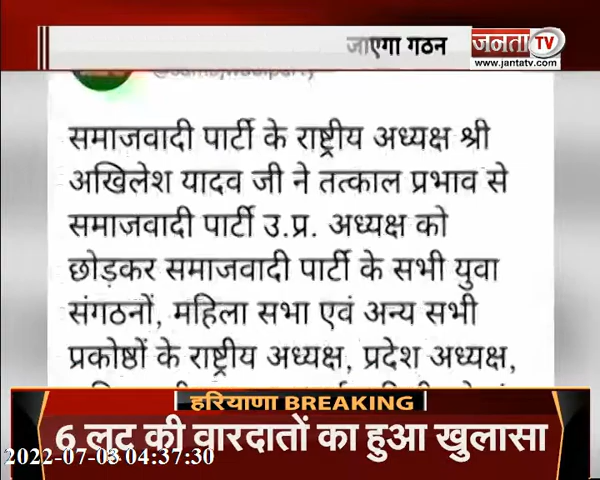 जाएगा गठन
जनता TV
www.jantatv.com
समाजवादी पार्टी के राष्ट्रीय अध्यक्ष श्री
अखिलेश यादव जी ने तत्काल प्रभाव से
समाजवादी पार्टी उ.प्र. अध्यक्ष को
छोड़कर समाजवादी पार्टी के सभी युवा
संगठनों, महिला सभा एवं अन्य सभी
प्रकोष्ठों के राष्ट्रीय अध्यक्ष, प्रदेश अध्यक्ष,
हरियाणा BREAKING
6 लूट की वारदातों का हुआ खुलासा
2022-07-03 04:37:30